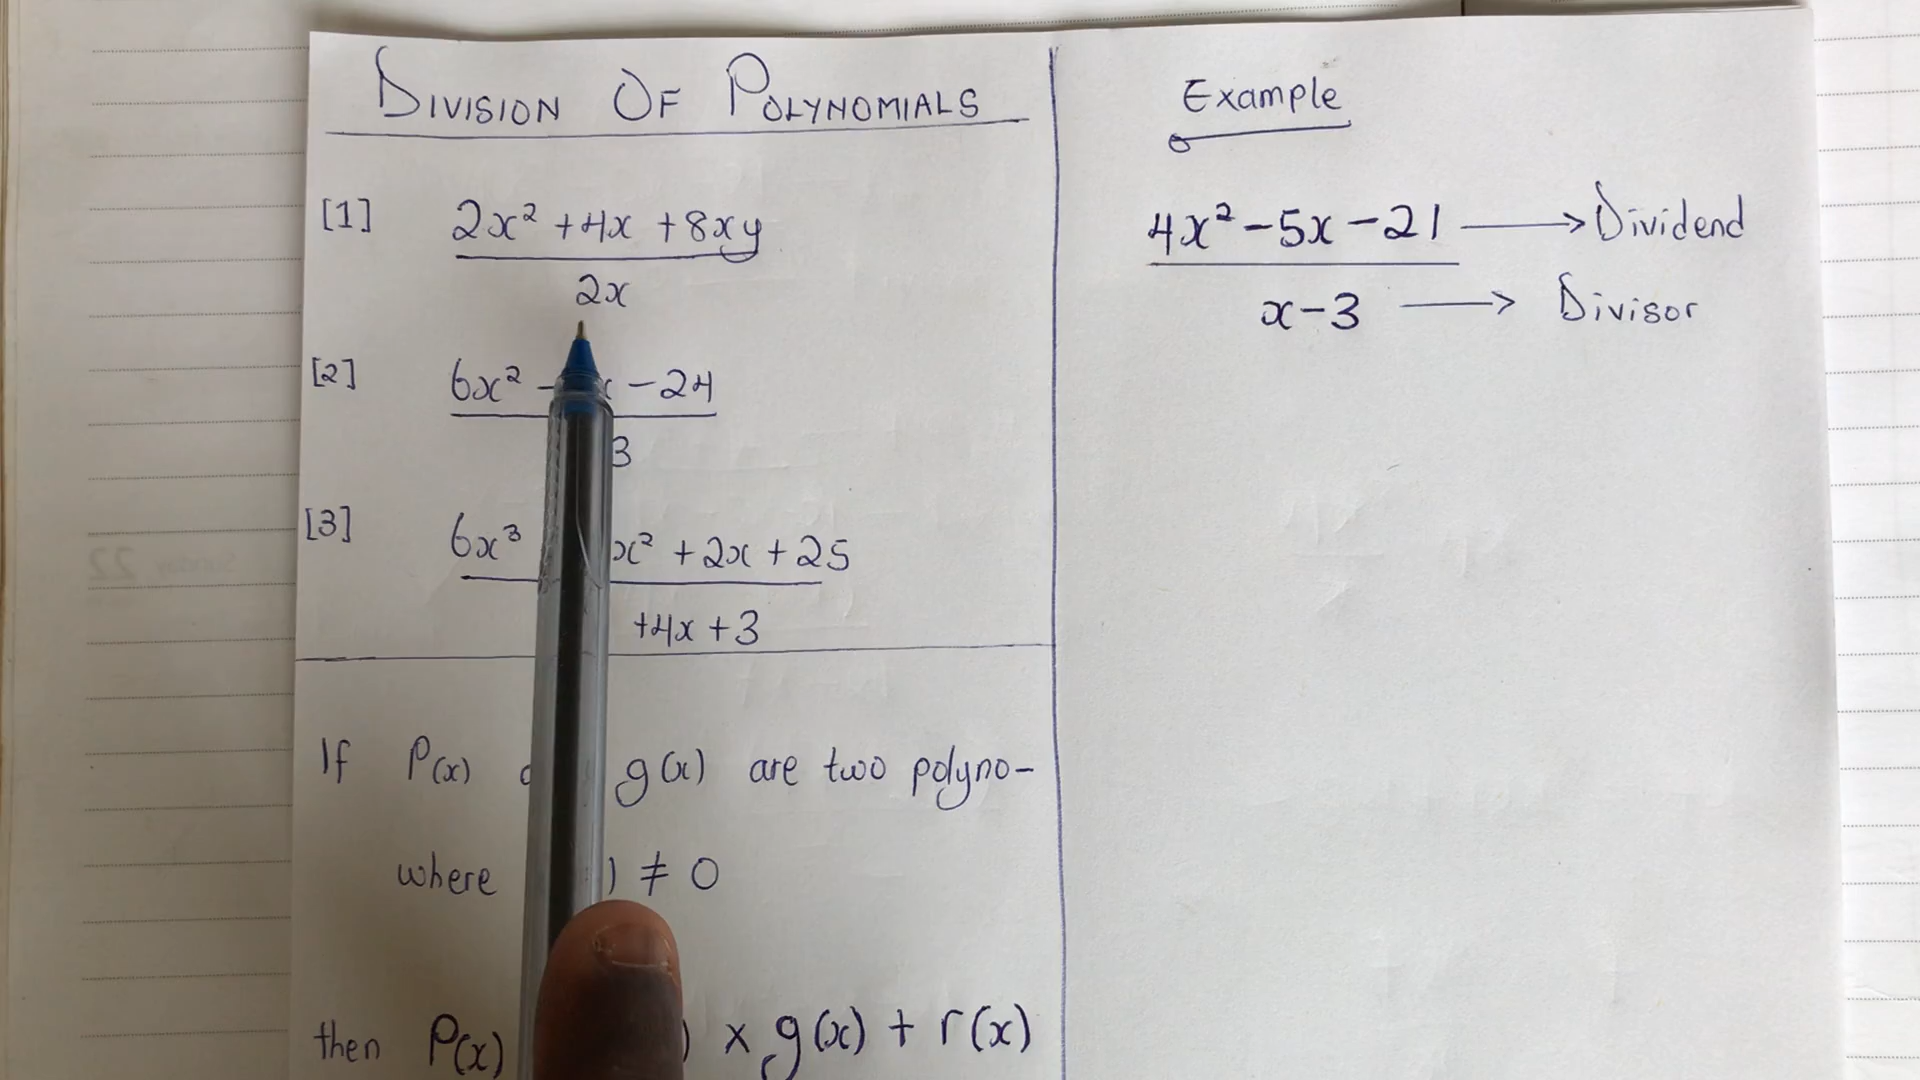 DIVISION OF POLYNOMIALS
[1] 2x² + 4x + 8xy
2x
[2] 6x² - x - 24
3
[3] 6x³ x² + 2x + 25
+4x + 3
If P(x) g(x) are two polyno-
where ) ≠ 0
then P(x) ) × g(x) + r(x)
Example
4x² - 5x - 21 → Dividend
x - 3 → Divisor